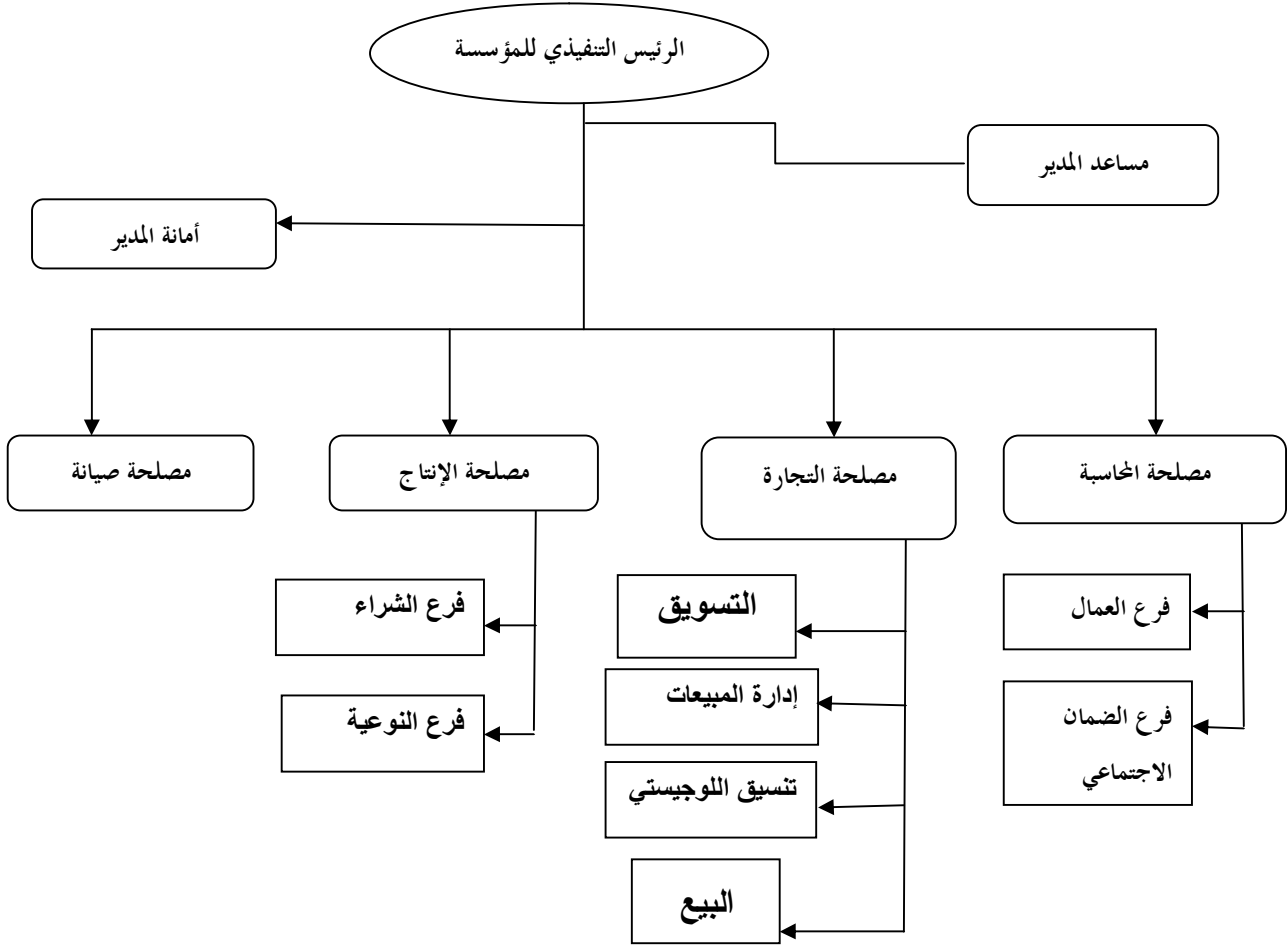 الرئيس التنفيذي للمؤسسة
مساعد المدير
أمانة المدير
مصلحة المحاسبة
مصلحة التجارة
مصلحة الإنتاج
مصلحة صيانة
فرع العمال
فرع الضمان
الاجتماعي
التسويق
إدارة المبيعات
تنسيق اللوجيستي
البيع
فرع الشراء
فرع النوعية